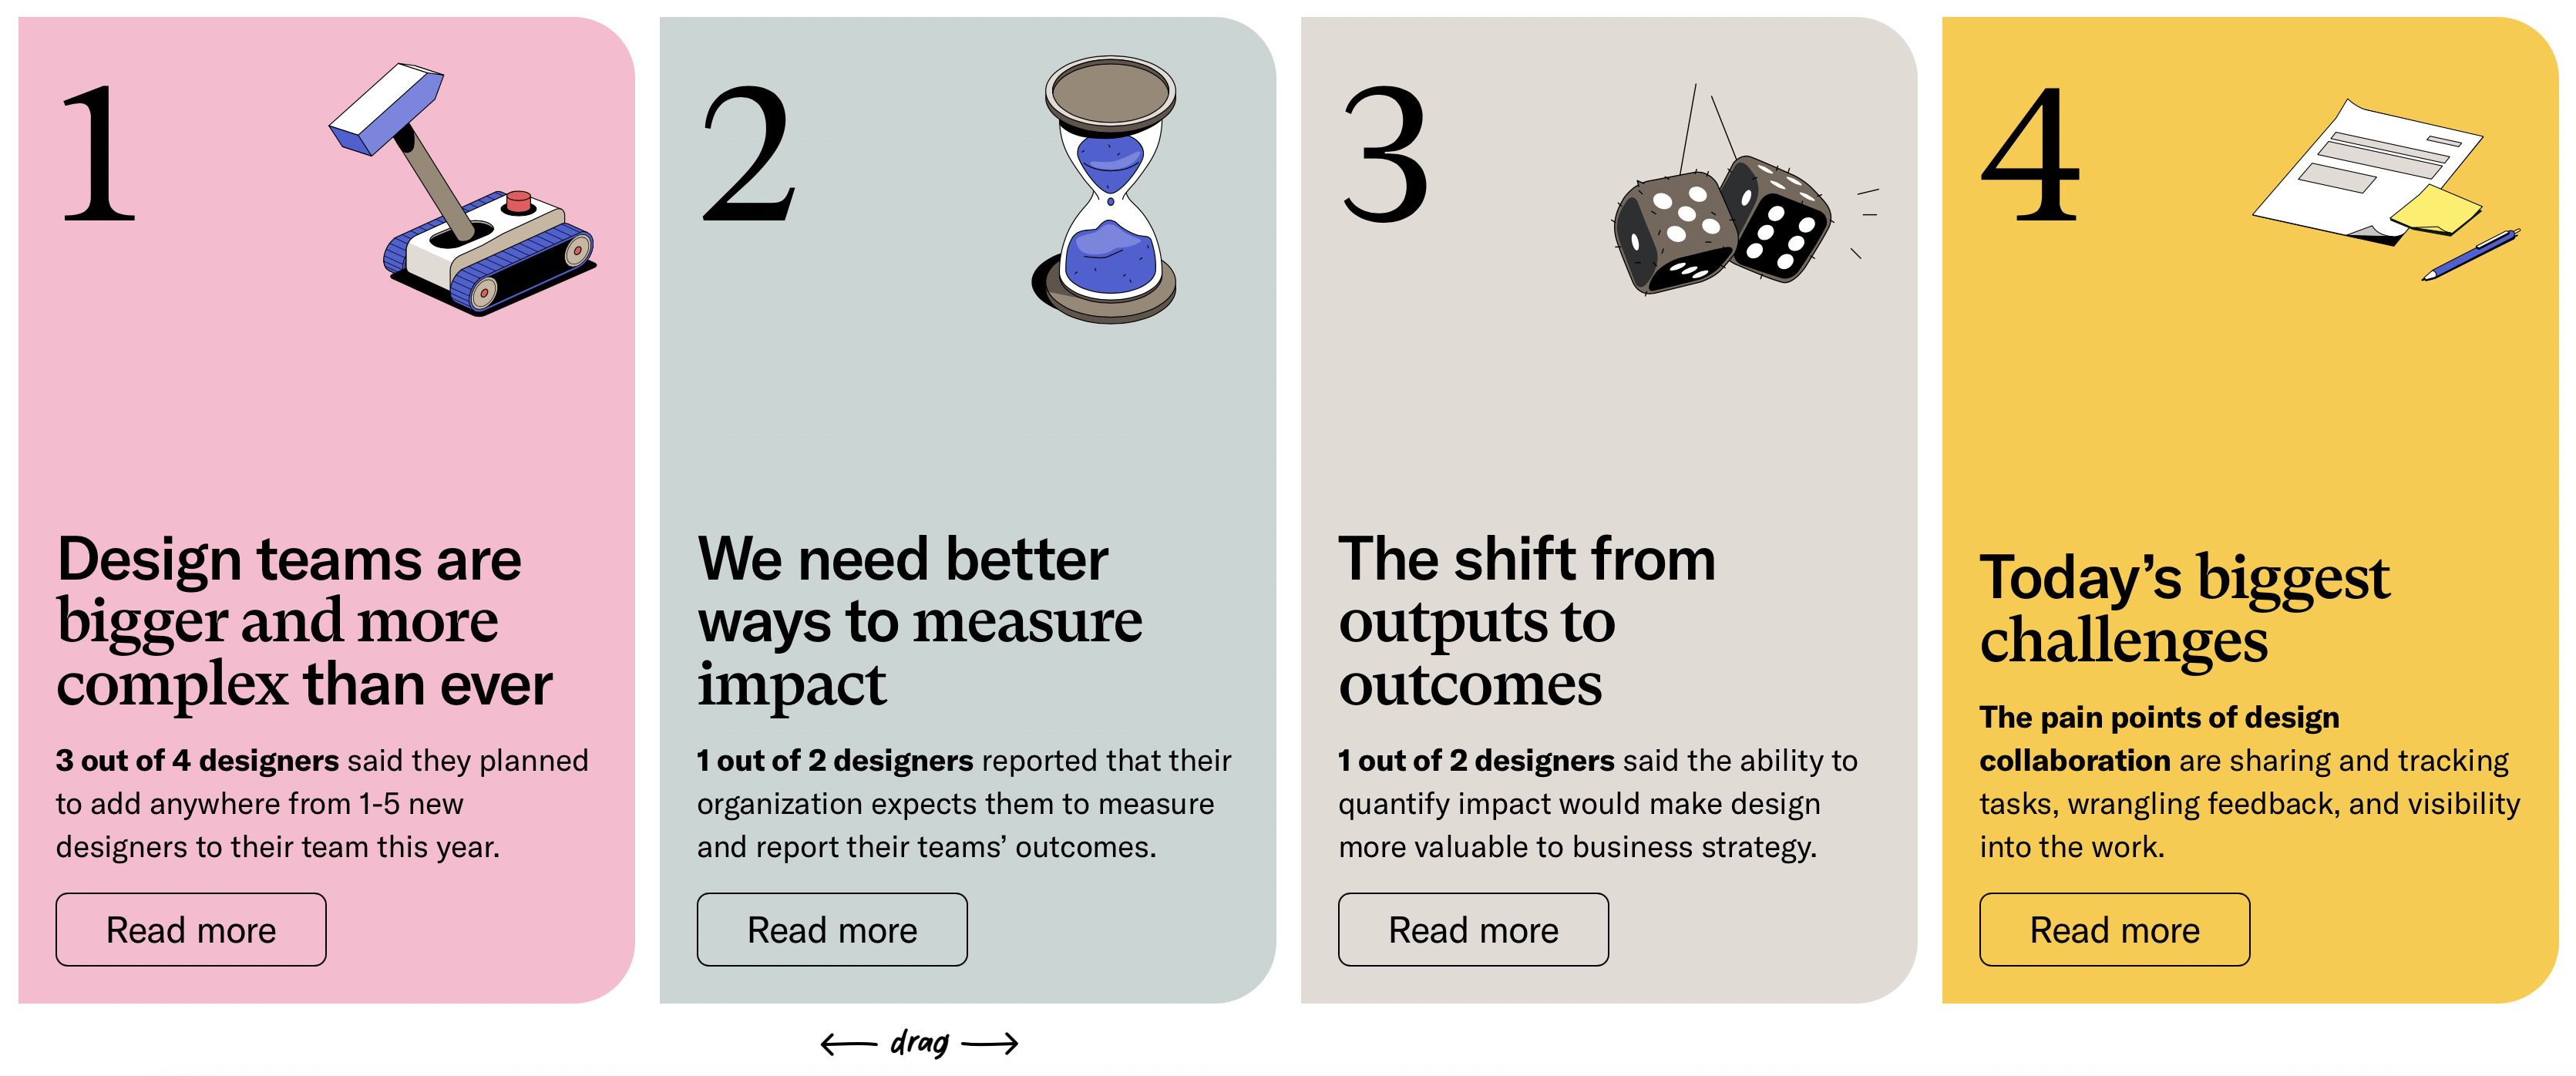 1
Design teams are
bigger and more
complex than ever
3 out of 4 designers said they planned
to add anywhere from 1-5 new
designers to their team this year.
Read more
2
We need better
ways to measure
impact
1 out of 2 designers reported that their
organization expects them to measure
and report their teams’ outcomes.
Read more
3
The shift from
outputs to
outcomes
1 out of 2 designers said the ability to
quantify impact would make design
more valuable to business strategy.
Read more
4
Today’s biggest
challenges
The pain points of design
collaboration are sharing and tracking
tasks, wrangling feedback, and visibility
into the work.
Read more
drag